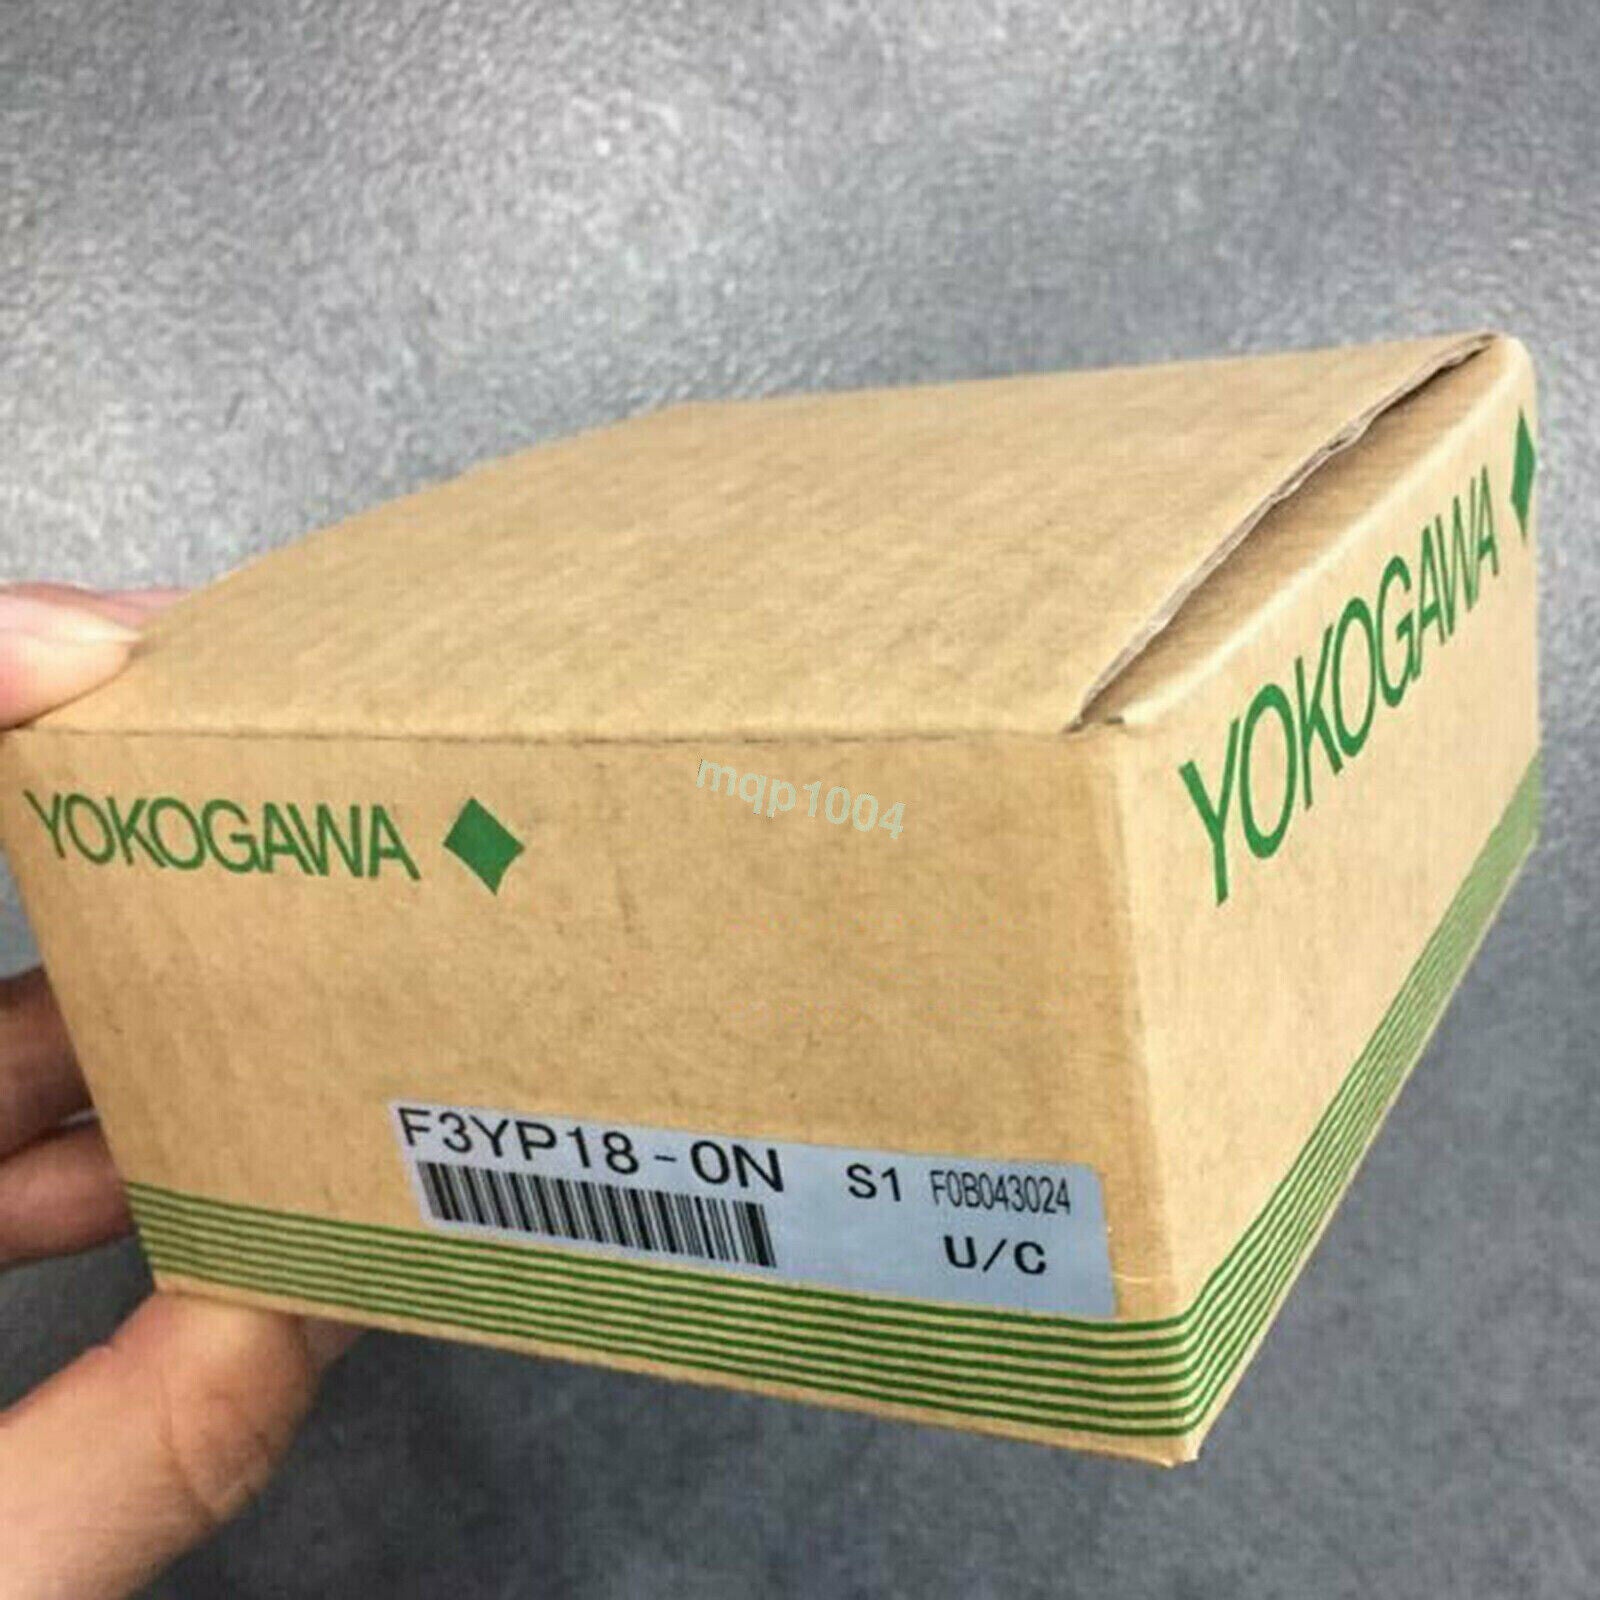 YOKOGAWA
YOKOGAWA
mqp1004
F3YP18-0N S1 F0B043024
U/C